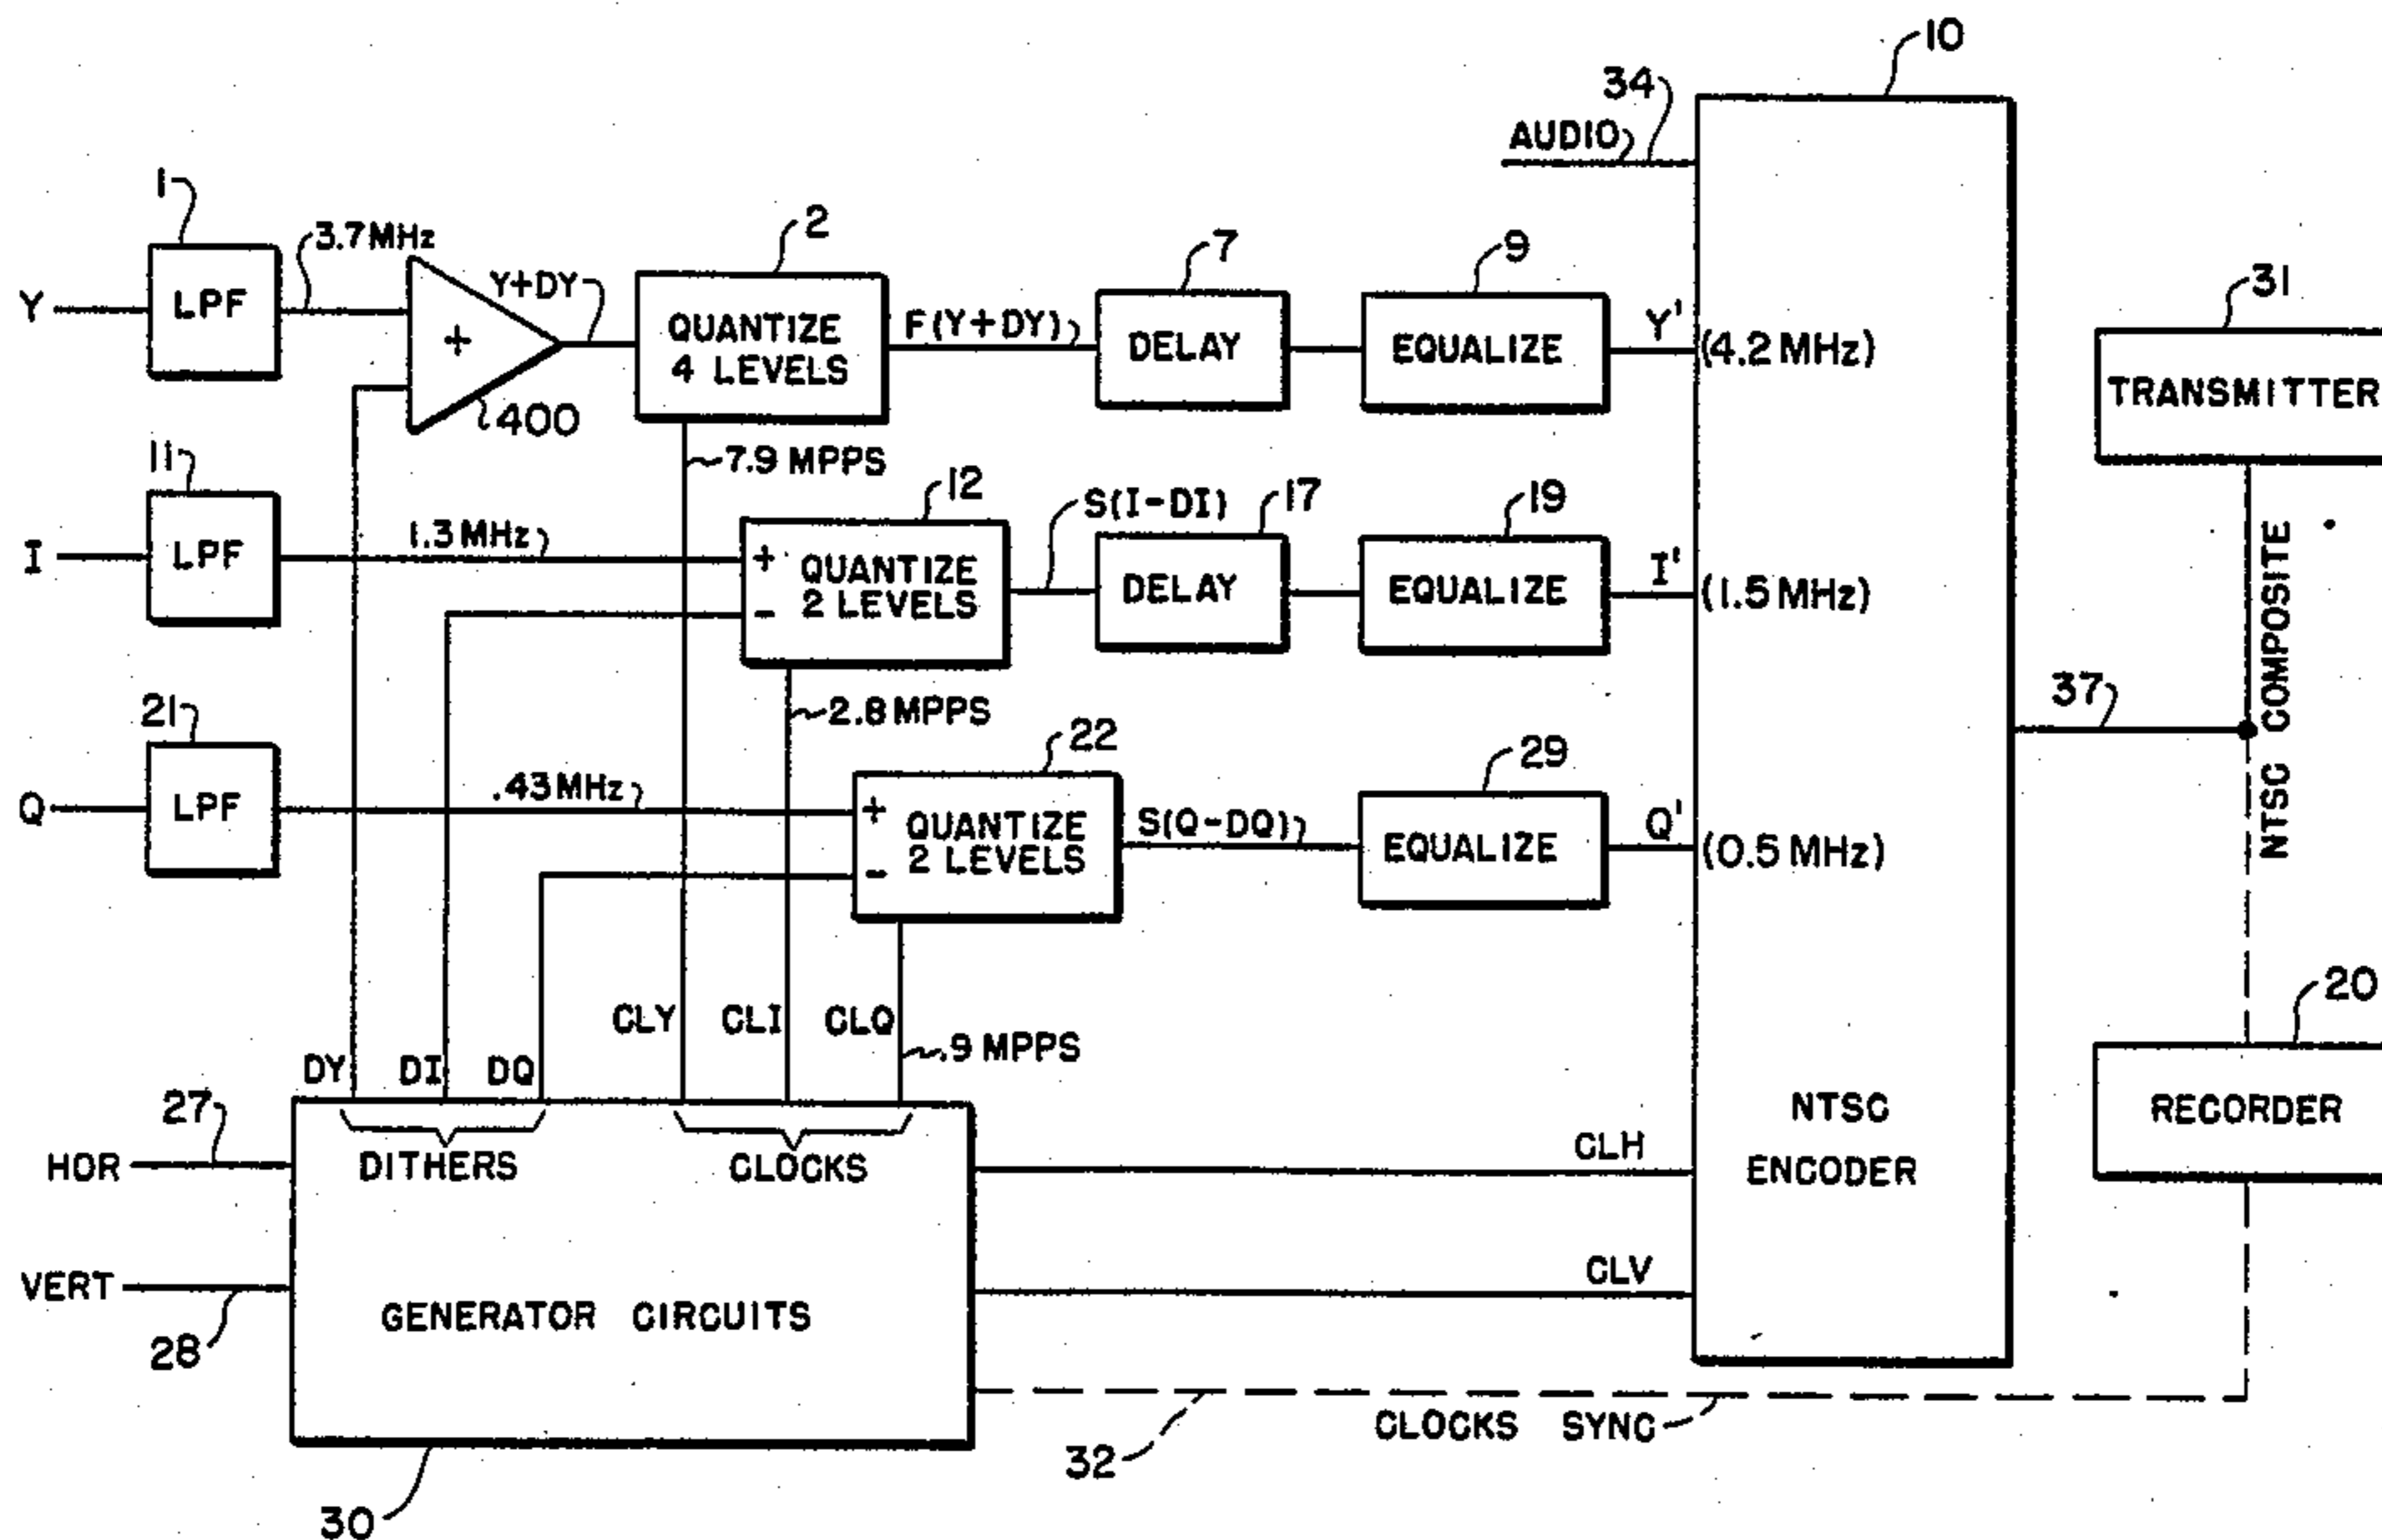 10
34
AUDIO
1
3.7 MHz
2
7
9
31
Y
LPF
+
Y+DY
QUANTIZE
4 LEVELS
F(Y+DY)
DELAY
EQUALIZE
Y'
(4.2 MHz)
TRANSMITTER
400
7.9 MPPS
11
12
S(I-DI)
17
19
I
LPF
1.3 MHz
+
-
QUANTIZE
2 LEVELS
DELAY
EQUALIZE
I'
(1.5 MHz)
NTSC COMPOSITE
37
2.8 MPPS
21
22
29
Q
LPF
.43 MHz
+
-
QUANTIZE
2 LEVELS
S(Q-DQ)
EQUALIZE
Q'
(0.5 MHz)
20
CLY
CLI
CLQ
.9 MPPS
DY
DI
DQ
27
HOR
DITHERS
CLOCKS
CLH
NTSC
ENCODER
RECORDER
VERT
28
GENERATOR CIRCUITS
CLV
30
32
CLOCKS SYNC